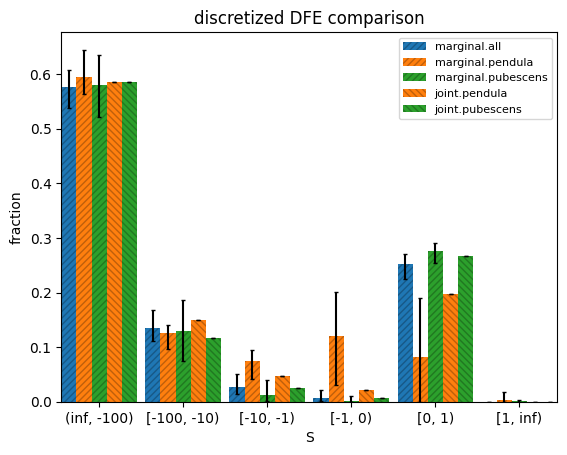 discretized DFE comparison
marginal.all
marginal.pendula
marginal.pubescens
joint.pendula
joint.pubescens
fraction
0.6
0.5
0.4
0.3
0.2
0.1
0.0
(inf, -100) [-100, -10) [-10, -1) [-1, 0) [0, 1) [1, inf)
S